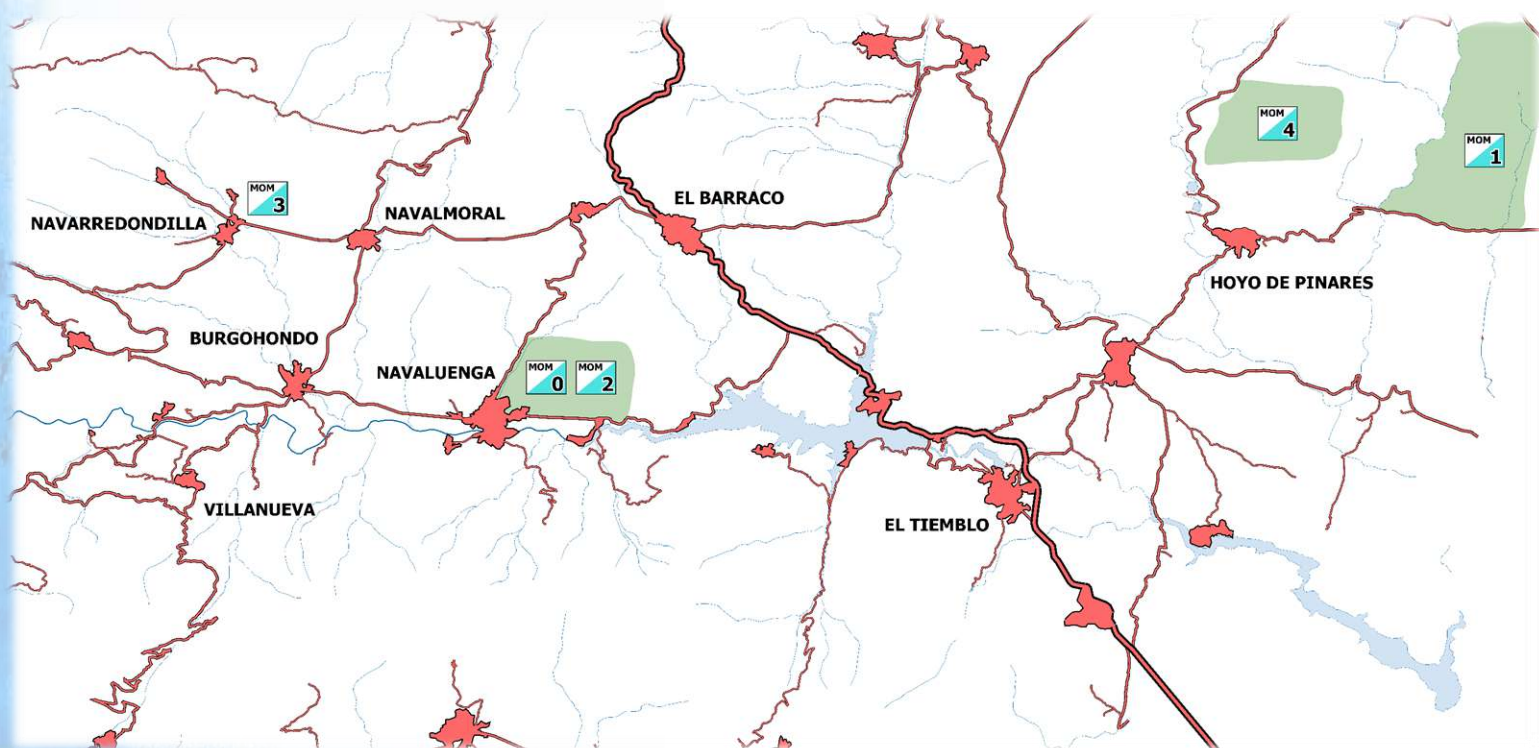 MOM
4
MOM
1
MOM
3
EL BARRACO
NAVALMORAL
NAVARREDONDILLA
HOYO DE PINARES
BURGOHONDO
NAVALUENGA
MOM
0
MOM
2
VILLANUEVA
EL TIEMBLO